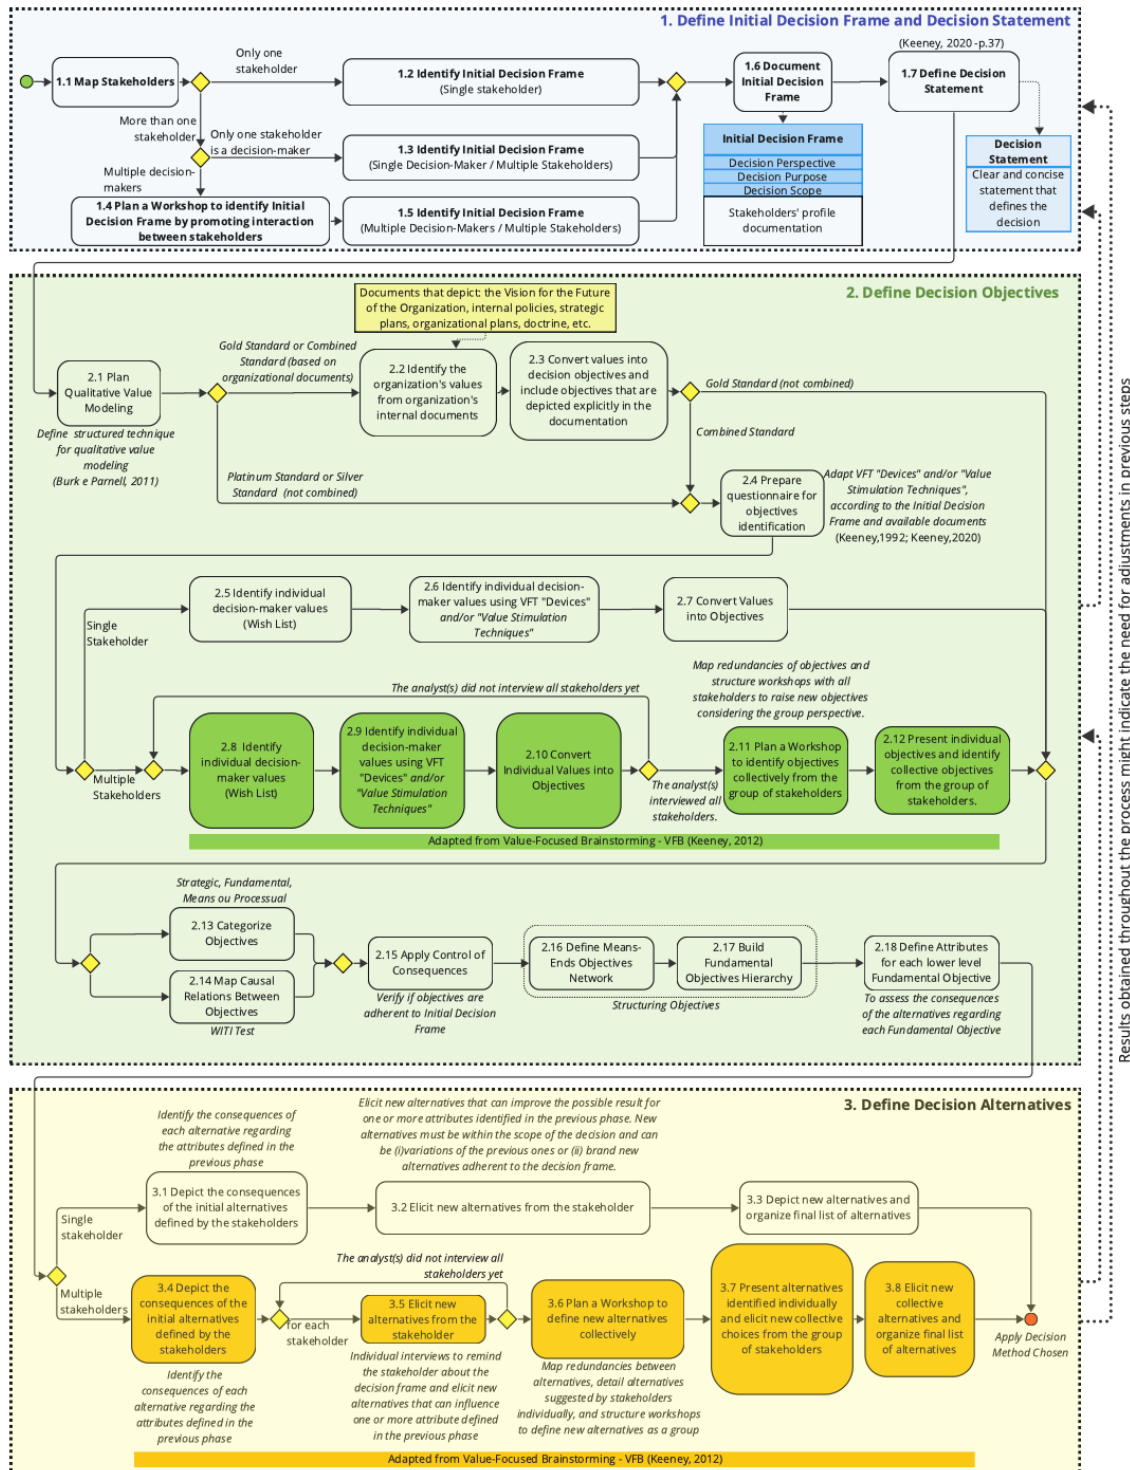 1. Define Initial Decision Frame and Decision Statement
(Keeney, 2020 -p.37)
Only one
stakeholder
1.1 Map Stakeholders
1.2 Identify Initial Decision Frame
(Single stakeholder)
1.6 Document
Initial Decision
Frame
1.7 Define Decision
Statement
More than one
stakeholder
Only one stakeholder
is a decision-maker
1.3 Identify Initial Decision Frame
(Single Decision-Maker / Multiple Stakeholders)
Multiple decision-
makers
1.4 Plan a Workshop to identify Initial
Decision Frame by promoting interaction
between stakeholders
1.5 Identify Initial Decision Frame
(Multiple Decision-Makers / Multiple Stakeholders)
Initial Decision Frame
Decision Perspective
Decision Purpose
Decision Scope
Stakeholders' profile
documentation
Decision
Statement
Clear and concise
statement that
defines the
decision
2. Define Decision Objectives
Documents that depict: the Vision for the Future
of the Organization, internal policies, strategic
plans, organizational plans, doctrine, etc.
2.1 Plan
Qualitative Value
Modeling
Define structured technique
for qualitative value
modeling
(Burk e Parnell, 2011)
Gold Standard or Combined
Standard (based on
organizational documents)
2.2 Identify the
organization's values
from organization's
internal documents
2.3 Convert values into
decision objectives and
include objectives that are
depicted explicitly in the
documentation
Gold Standard (not combined)
Combined Standard
Platinum Standard or Silver
Standard (not combined)
2.4 Prepare
questionnaire for
objectives
identification
Adapt VFT "Devices" and/or "Value
Stimulation Techniques",
according to the Initial Decision
Frame and available documents
(Keeney,1992; Keeney,2020)
Single
Stakeholder
2.5 Identify individual
decision-maker values
(Wish List)
2.6 Identify individual decision-
maker values using VFT "Devices"
and/or "Value Stimulation
Techniques"
2.7 Convert Values
into Objectives
The analyst(s) did not interview all stakeholders yet
Map redundancies of objectives and
structure workshops with all
stakeholders to raise new objectives
considering the group perspective.
Multiple
Stakeholders
2.8 Identify
individual decision-
maker values
(Wish List)
2.9 Identify individual
decision-maker
values using VFT
"Devices" and/or
"Value Stimulation
Techniques"
2.10 Convert
Individual Values into
Objectives
The analyst(s)
interviewed all
stakeholders.
2.11 Plan a Workshop
to identify objectives
collectively from the
group of stakeholders
2.12 Present individual
objectives and identify
collective objectives
from the group of
stakeholders.
Adapted from Value-Focused Brainstorming - VFB (Keeney, 2012)
Strategic, Fundamental,
Means ou Processual
2.13 Categorize
Objectives
2.14 Map Causal
Relations Between
Objectives
WITI Test
2.15 Apply Control of
Consequences
Verify if objectives are
adherent to Initial Decision
Frame
2.16 Define Means-
Ends Objectives
Network
2.17 Build
Fundamental
Objectives Hierarchy
Structuring Objectives
2.18 Define Attributes
for each lower level
Fundamental Objective
To assess the consequences
of the alternatives regarding
each Fundamental Objective
3. Define Decision Alternatives
Identify the consequences of
each alternative regarding
the attributes defined in the
previous phase
Elicit new alternatives that can improve the possible result for
one or more attributes identified in the previous phase. New
alternatives must be within the scope of the decision and can
be (i)variations of the previous ones or (ii) brand new
alternatives adherent to the decision frame.
Single
stakeholder
3.1 Depict the consequences
of the initial alternatives
defined by the stakeholders
3.2 Elicit new alternatives from the stakeholder
3.3 Depict new alternatives and
organize final list of alternatives
Multiple
stakeholders
3.4 Depict the
consequences of the
initial alternatives
defined by the
stakeholders
Identify the
consequences of each
alternative regarding the
attributes defined in the
previous phase
The analyst(s) did not interview all
stakeholders yet
for each
stakeholder
3.5 Elicit new
alternatives from the
stakeholder
Individual interviews to remind
the stakeholder about the
decision frame and elicit new
alternatives that can influence
one or more attribute defined
in the previous phase
3.6 Plan a Workshop to
define new alternatives
collectively
Map redundancies between
alternatives, detail alternatives
suggested by stakeholders
individually, and structure workshops
to define new alternatives as a group
3.7 Present alternatives
identified individually
and elicit new collective
choices from the group
of stakeholders
3.8 Elicit new
collective
alternatives and
organize final list
of alternatives
Apply Decision
Method Chosen
Adapted from Value-Focused Brainstorming - VFB (Keeney, 2012)
Results obtained throughout the process might indicate the need for adjustments in previous steps